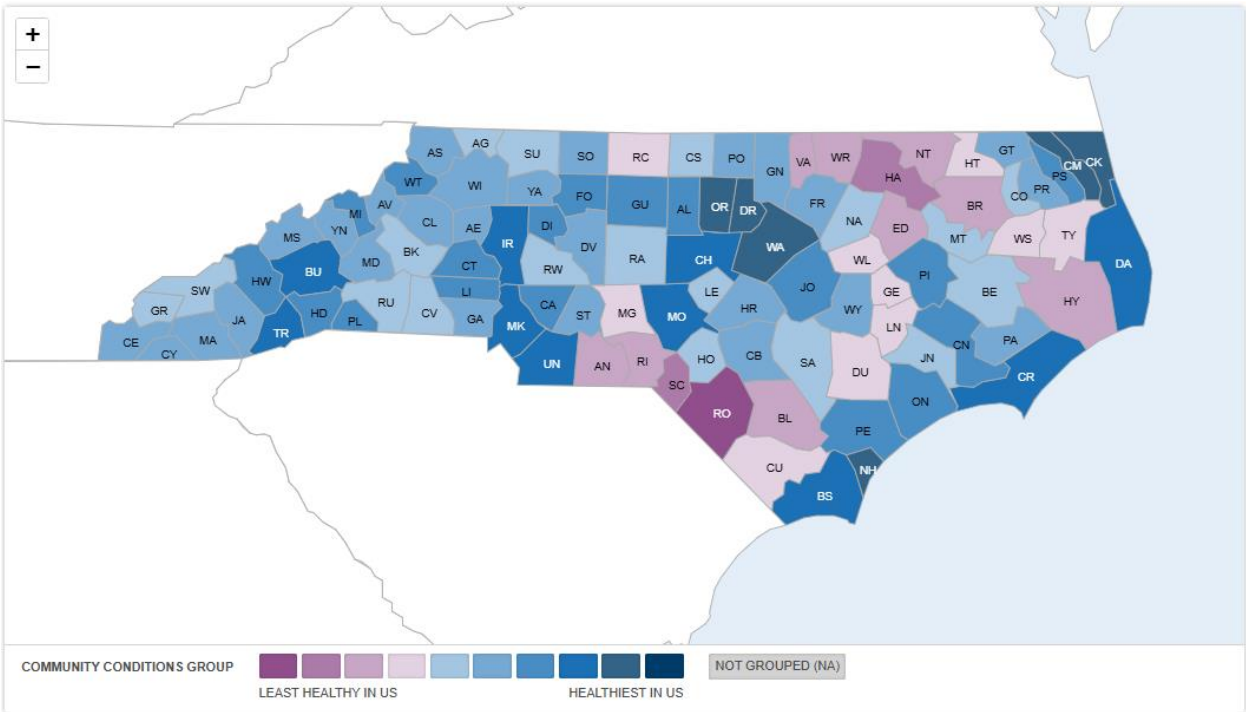 +
−
AS AG SU SO RC CS PO GN VA WR HA NT HT GT CM CK
WT WI YA FO GU AL OR DR FR BR CO PR PS
MI AV YN CL AE IR DI DV NA ED MT WS TY
MS BK RA CH WA WL DA
HW BU MD CT RW PI
SW LI LE JO GE BE HY
GR JA HD PL RU CV GA MK CA ST MG MO HR WY LN
CE CY MA TR UN AN RI HO CB SA JN CN PA
SC DU CR
RO BL ON
PE
CU NH
BS
COMMUNITY CONDITIONS GROUP
NOT GROUPED (NA)
LEAST HEALTHY IN US
HEALTHIEST IN US